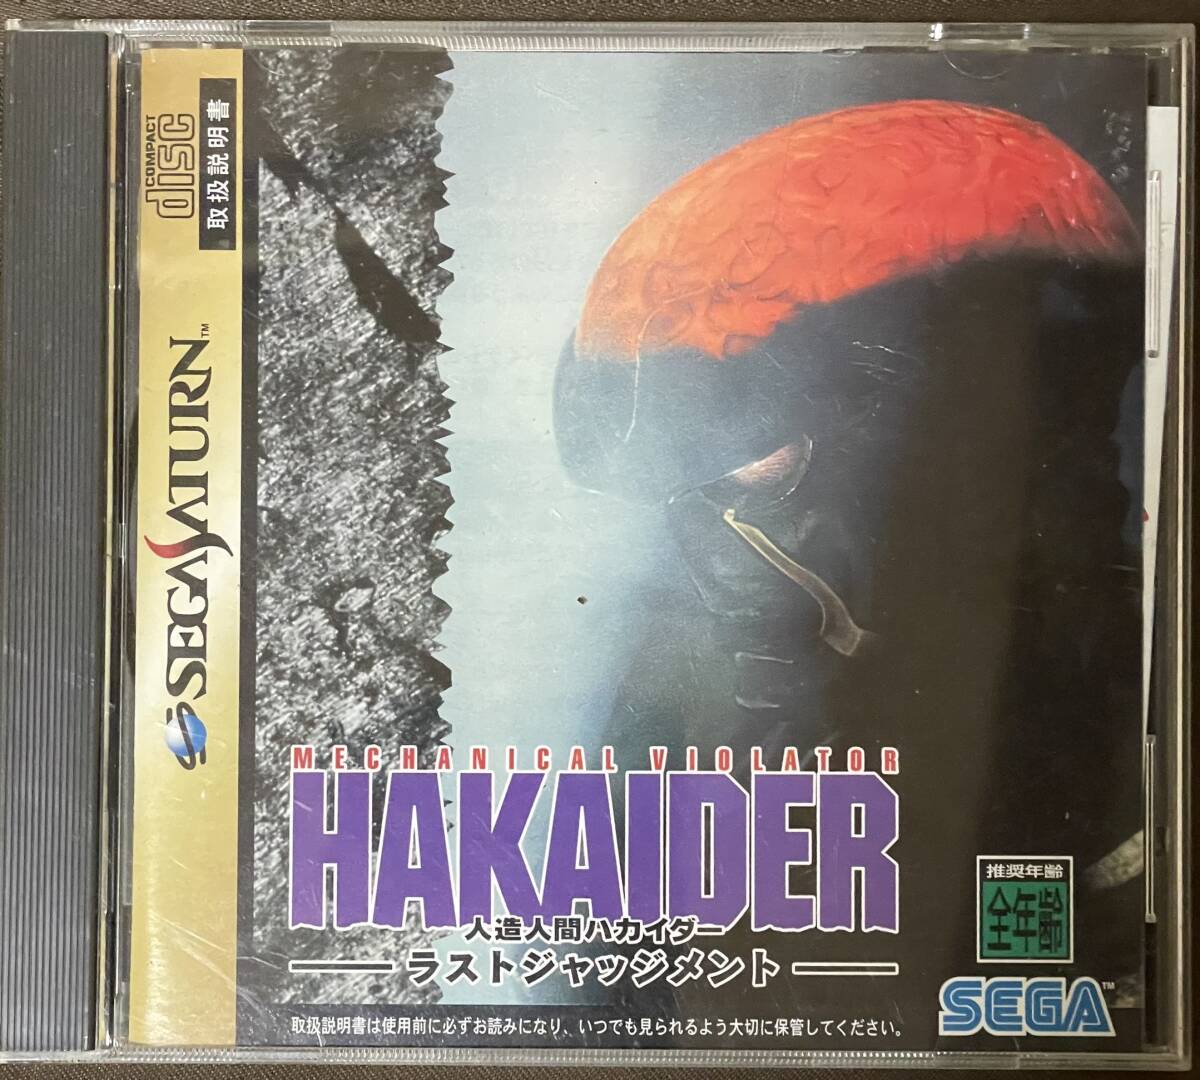 COMPACT
disc
取扱説明書
SEGA SATURN™
MECHANICAL VIOLATOR
HAKAIDER
人造人間ハカイダー
ラストジャッジメント
推奨年齢
全年齢
SEGA™
取扱説明書は使用前に必ずお読みになり、いつでも見られるよう大切に保管してください。